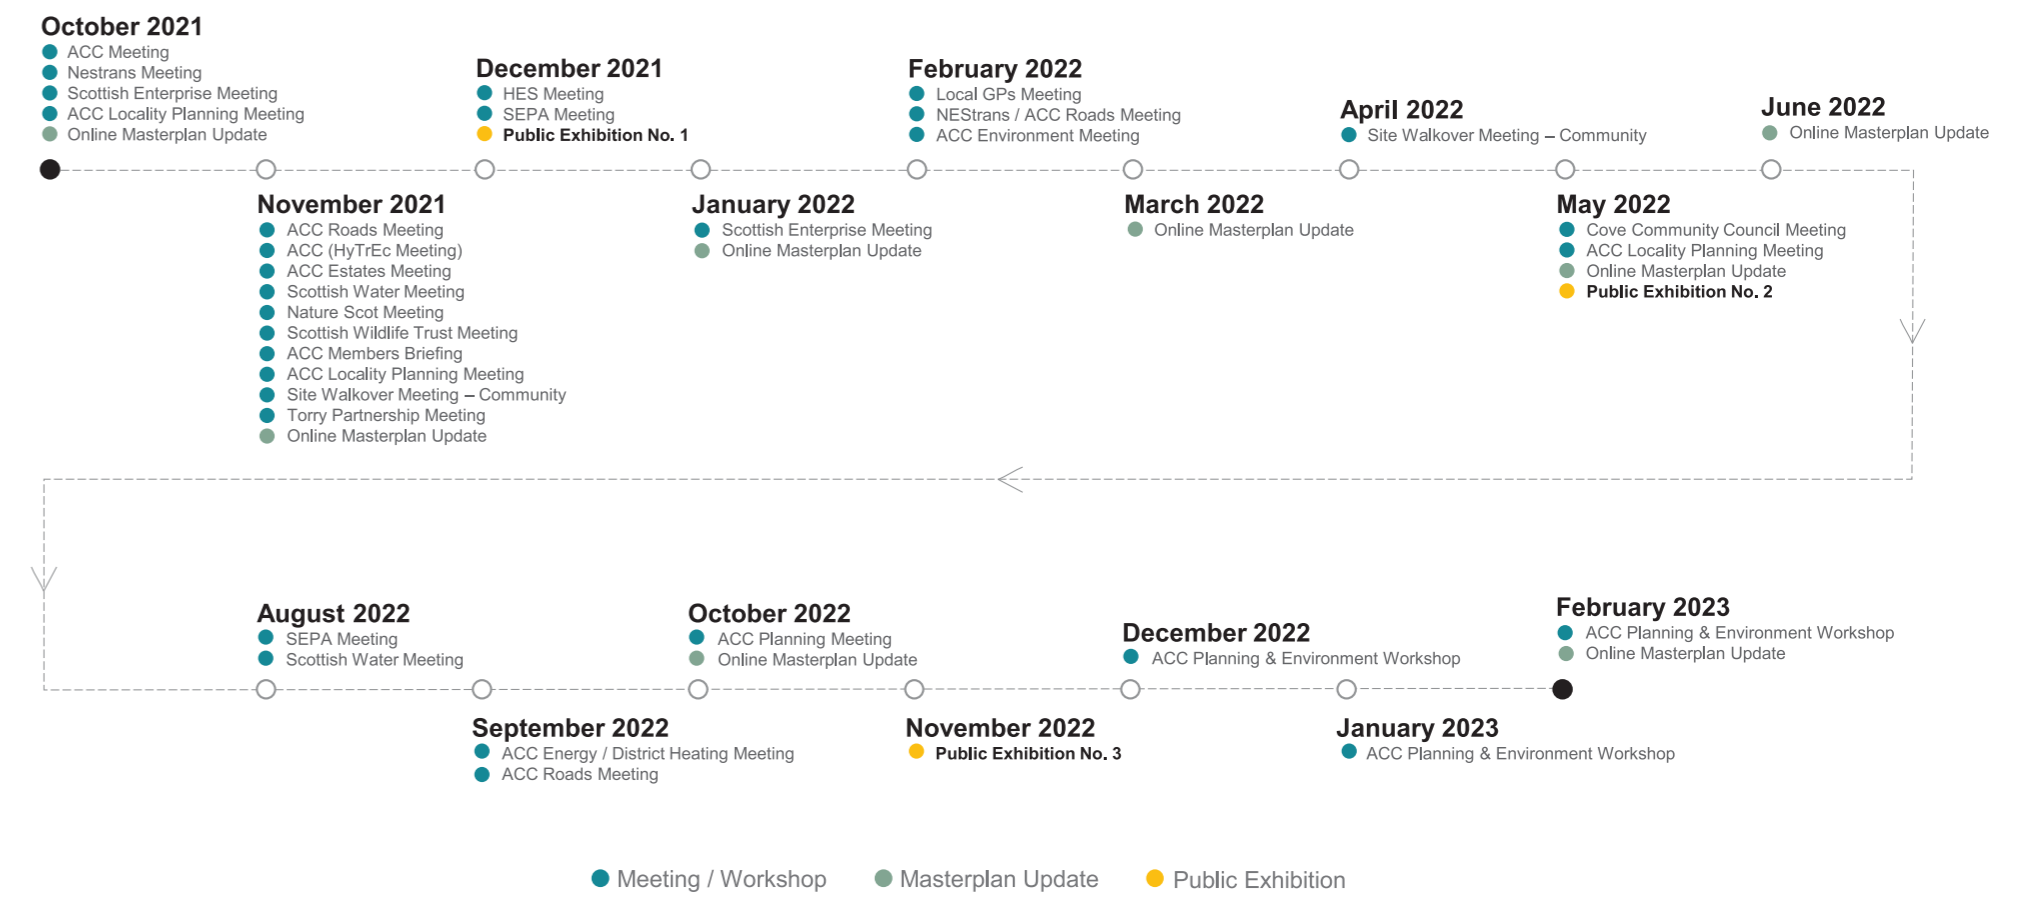 October 2021
ACC Meeting
Nestrans Meeting
Scottish Enterprise Meeting
ACC Locality Planning Meeting
Online Masterplan Update
November 2021
ACC Roads Meeting
ACC (HyTrEc Meeting)
ACC Estates Meeting
Scottish Water Meeting
Nature Scot Meeting
Scottish Wildlife Trust Meeting
ACC Members Briefing
ACC Locality Planning Meeting
Site Walkover Meeting – Community
Torry Partnership Meeting
Online Masterplan Update
December 2021
HES Meeting
SEPA Meeting
Public Exhibition No. 1
January 2022
Scottish Enterprise Meeting
Online Masterplan Update
February 2022
Local GPs Meeting
NEStrans / ACC Roads Meeting
ACC Environment Meeting
March 2022
Online Masterplan Update
April 2022
Site Walkover Meeting – Community
May 2022
Cove Community Council Meeting
ACC Locality Planning Meeting
Online Masterplan Update
Public Exhibition No. 2
June 2022
Online Masterplan Update
August 2022
SEPA Meeting
Scottish Water Meeting
September 2022
ACC Energy / District Heating Meeting
ACC Roads Meeting
October 2022
ACC Planning Meeting
Online Masterplan Update
November 2022
Public Exhibition No. 3
December 2022
ACC Planning & Environment Workshop
January 2023
ACC Planning & Environment Workshop
February 2023
ACC Planning & Environment Workshop
Online Masterplan Update
Meeting / Workshop
Masterplan Update
Public Exhibition